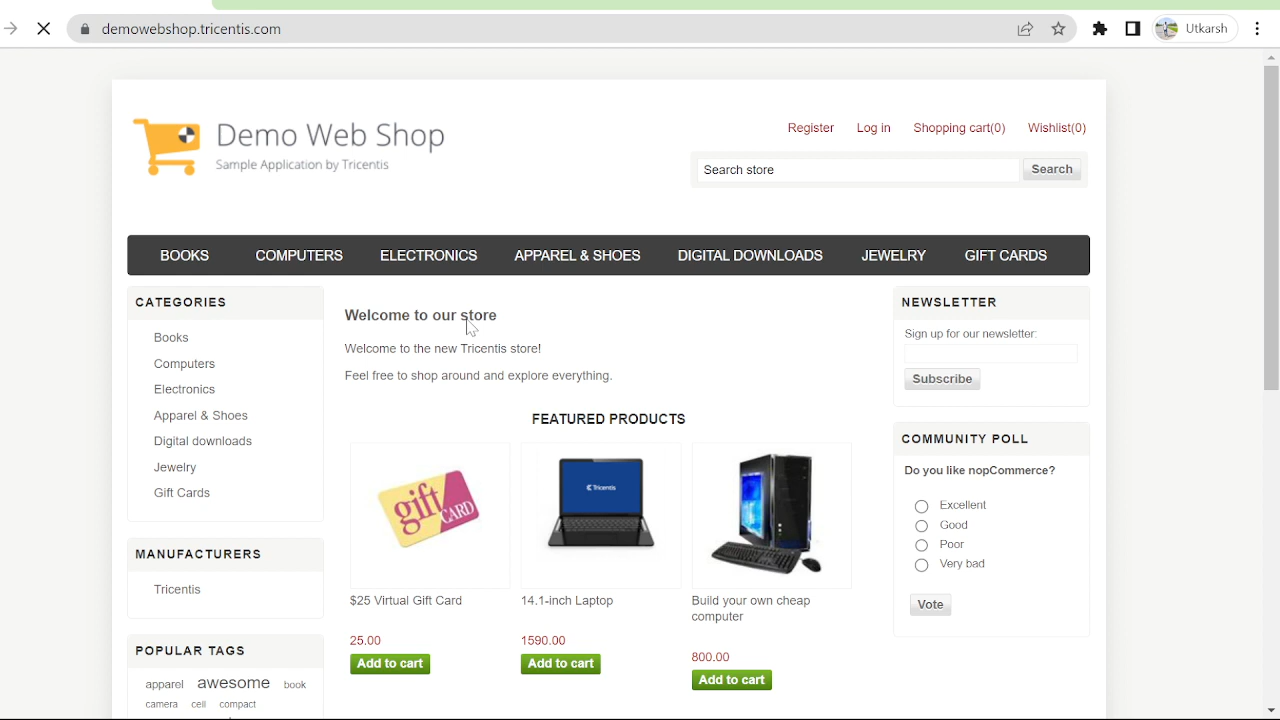 demowebshop.tricentis.com
Utkarsh
Demo Web Shop
Sample Application by Tricentis
Register Log in Shopping cart(0) Wishlist(0)
Search store Search
BOOKS COMPUTERS ELECTRONICS APPAREL & SHOES DIGITAL DOWNLOADS JEWELRY GIFT CARDS
CATEGORIES
Books
Computers
Electronics
Apparel & Shoes
Digital downloads
Jewelry
Gift Cards
MANUFACTURERS
Tricentis
POPULAR TAGS
apparel awesome book
camera cell compact
Welcome to our store
Welcome to the new Tricentis store!
Feel free to shop around and explore everything.
FEATURED PRODUCTS
gift
CARD
$25 Virtual Gift Card
25.00
Add to cart
Tricentis
14.1-inch Laptop
1590.00
Add to cart
Build your own cheap
computer
800.00
Add to cart
NEWSLETTER
Sign up for our newsletter:
Subscribe
COMMUNITY POLL
Do you like nopCommerce?
Excellent
Good
Poor
Very bad
Vote